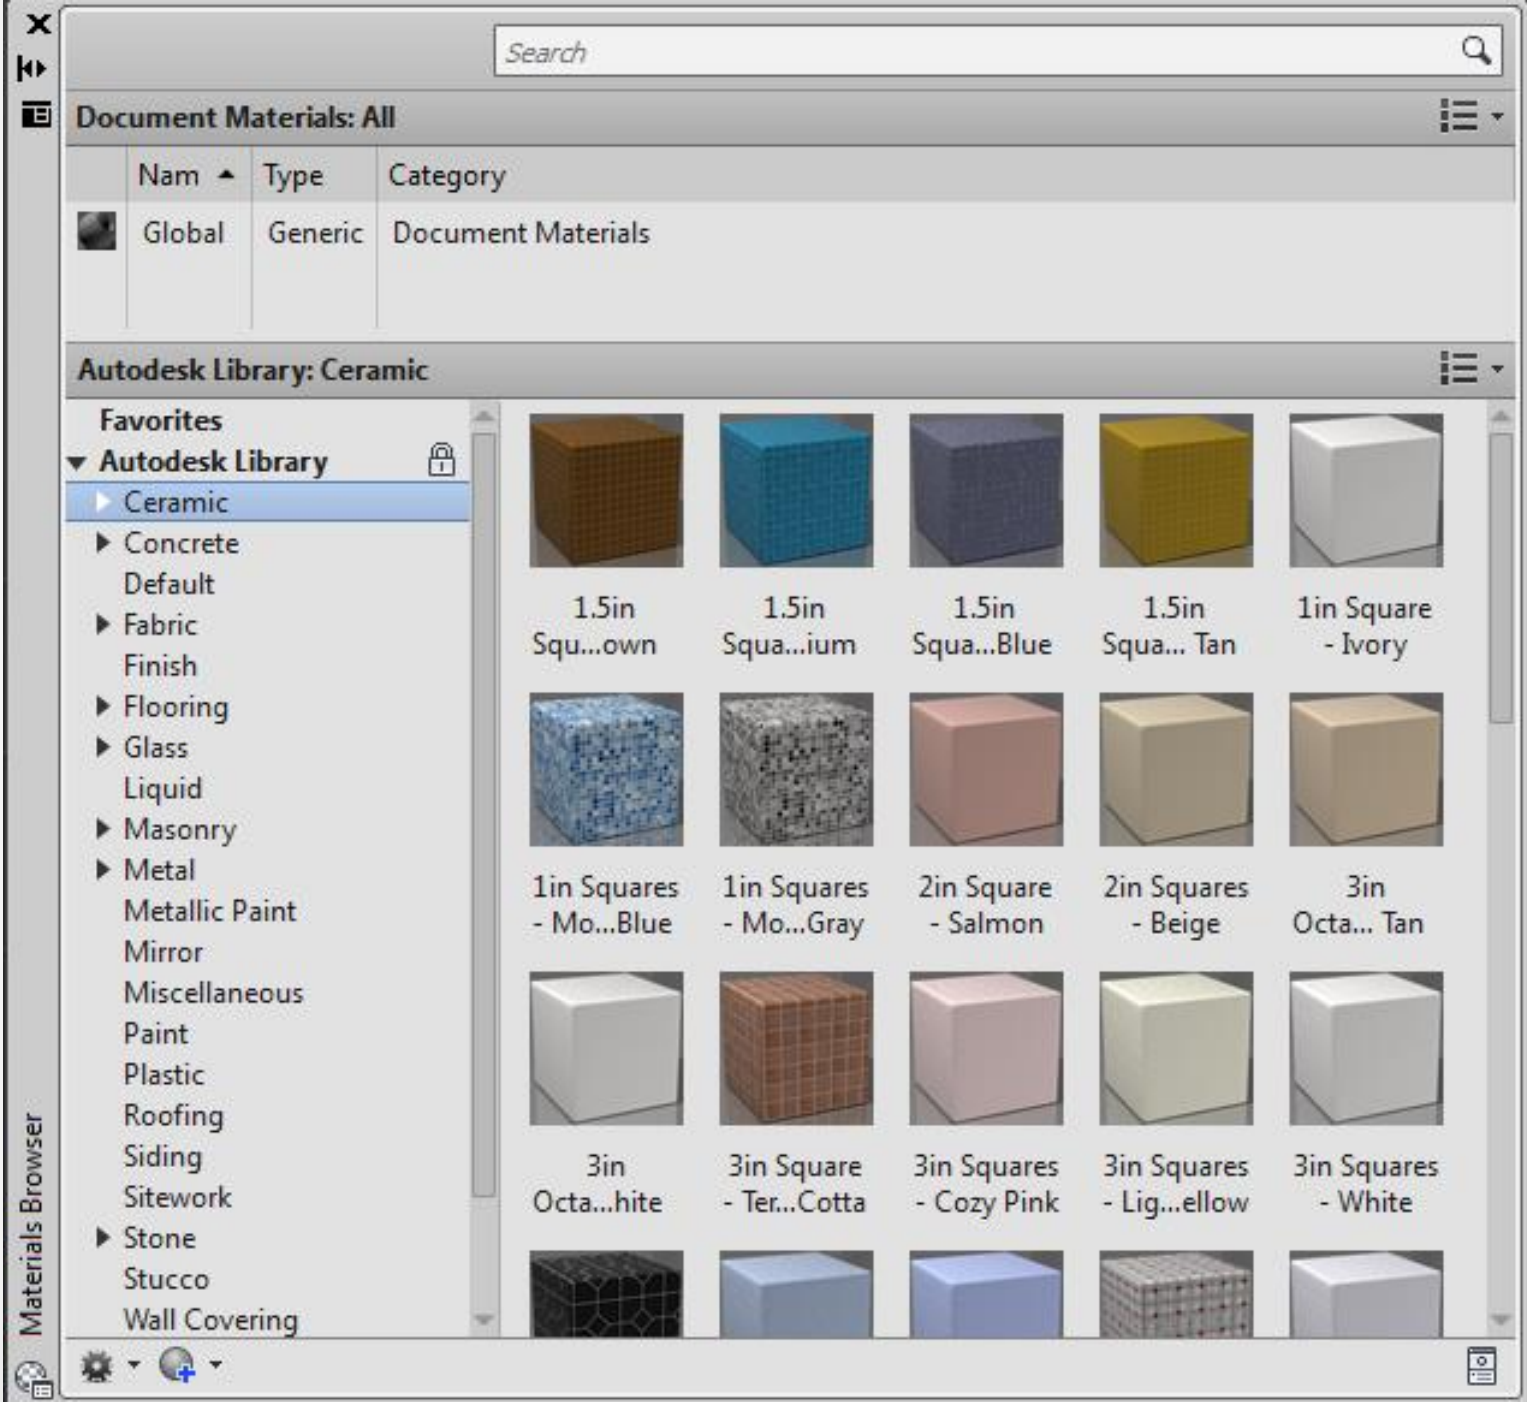 Search
Document Materials: All
Nam Type Category
Global Generic Document Materials
Autodesk Library: Ceramic
Favorites
Autodesk Library
Ceramic
Concrete
Default
Fabric
Finish
Flooring
Glass
Liquid
Masonry
Metal
Metallic Paint
Mirror
Miscellaneous
Paint
Plastic
Roofing
Siding
Sitework
Stone
Stucco
Wall Covering
1.5in
Squ...own
1.5in
Squa...ium
1.5in
Squa...Blue
1.5in
Squa... Tan
1in Square
- Ivory
1in Squares
- Mo...Blue
1in Squares
- Mo...Gray
2in Square
- Salmon
2in Squares
- Beige
3in
Octa... Tan
3in
Octa...hite
3in Square
- Ter...Cotta
3in Squares
- Cozy Pink
3in Squares
- Lig...ellow
3in Squares
- White
Materials Browser